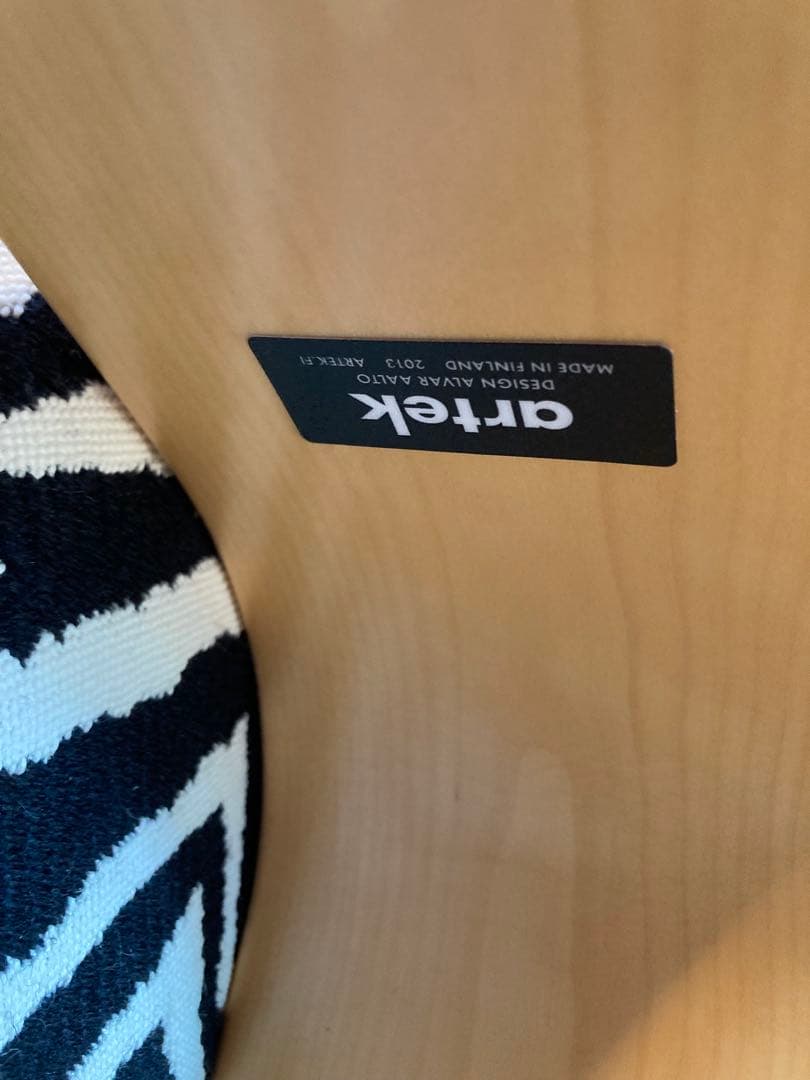 artek
DESIGN ALVAR AALTO
MADE IN FINLAND 2013 ARTEK.FI